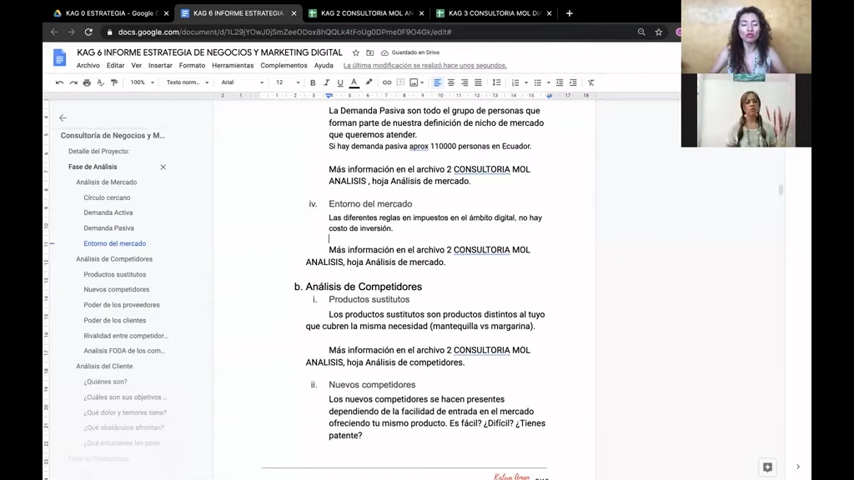 KAG 0 ESTRATEGIA - Google D
KAG 6 INFORME ESTRATEGIA
KAG 2 CONSULTORIA MOL AN
KAG 3 CONSULTORIA MOL DI
docs.google.com/document/d/1L29jYOwJ0jSmZeeODax8hQQLk4tFoUg0DPme0F9O4Gk/edit#
KAG 6 INFORME ESTRATEGIA DE NEGOCIOS Y MARKETING DIGITAL
Guardado en Drive
Archivo Editar Ver Insertar Formato Herramientas Complementos Ayuda
La última modificación se realizó hace unos segundos.
100% Texto norm... Arial 12
Consultoría de Negocios y M...
Detalle del Proyecto:
Fase de Análisis
Análisis de Mercado
Círculo cercano
Demanda Activa
Demanda Pasiva
Entorno del mercado
Análisis de Competidores
Productos sustitutos
Nuevos competidores
Poder de los proveedores
Poder de los clientes
Rivalidad entre competidor...
Analisis FODA de los com...
Análisis del Cliente
¿Quiénes son?
¿Cuáles son sus objetivos ...
¿Qué dolor y temores tiene?
¿Qué obstáculos afrontan?
La Demanda Pasiva son todo el grupo de personas que
forman parte de nuestra definición de nicho de mercado
que queremos atender.
Si hay demanda pasiva aprox 110000 personas en Ecuador.
Más información en el archivo 2 CONSULTORIA MOL
ANALISIS , hoja Análisis de mercado.
iv. Entorno del mercado
Las diferentes reglas en impuestos en el ámbito digital, no hay
costo de inversión.
Más información en el archivo 2 CONSULTORIA MOL
ANALISIS, hoja Análisis de mercado.
b. Análisis de Competidores
i. Productos sustitutos
Los productos sustitutos son productos distintos al tuyo
que cubren la misma necesidad (mantequilla vs margarina).
Más información en el archivo 2 CONSULTORIA MOL
ANALISIS, hoja Análisis de competidores.
ii. Nuevos competidores
Los nuevos competidores se hacen presentes
dependiendo de la facilidad de entrada en el mercado
ofreciendo tu mismo producto. Es fácil? ¿Difícil? ¿Tienes
patente?